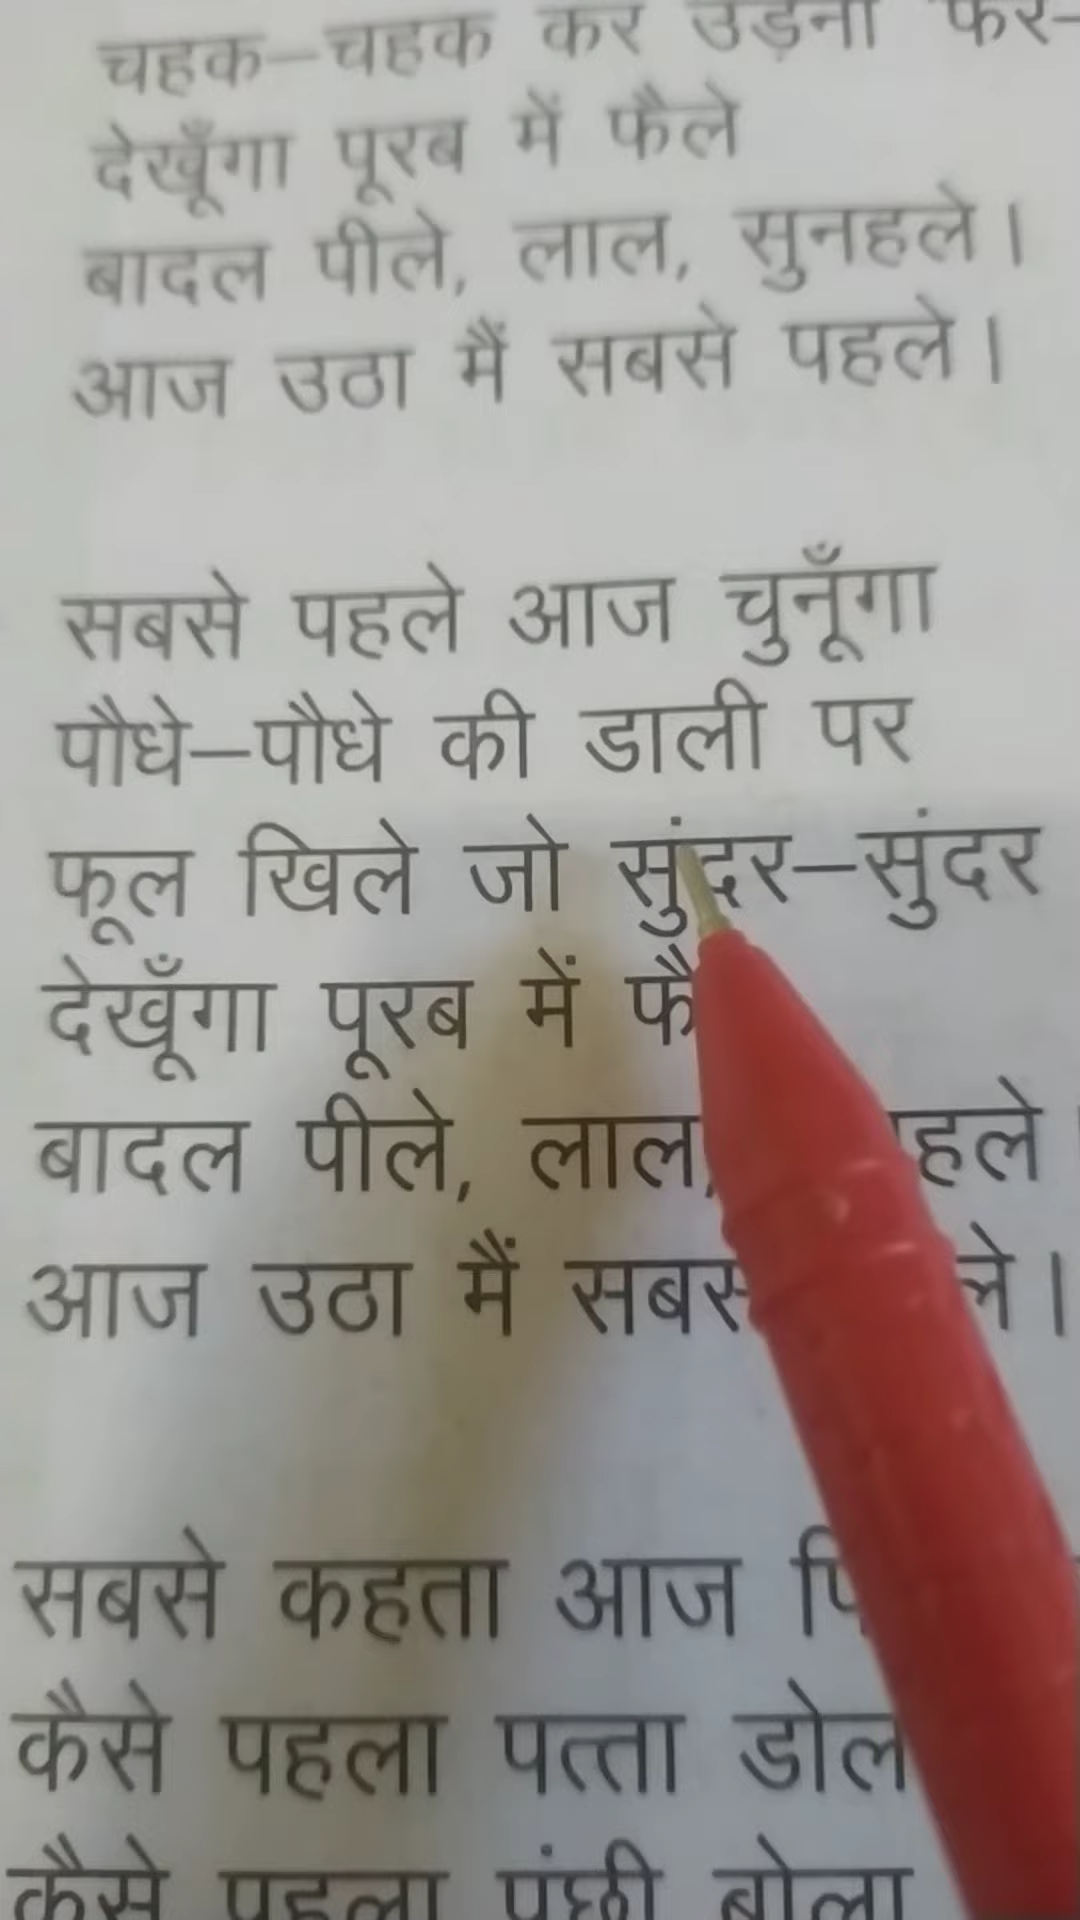 चहक–चहक कर उड़ना
देखूँगा पूरब में फैले
बादल पीले, लाल, सुनहले।
आज उठा मैं सबसे पहले।
सबसे पहले आज चुनूँगा
पौधे–पौधे की डाली पर
फूल खिले जो सुंदर–सुंदर
देखूँगा पूरब में
बादल पीले, लाल,
आज उठा मैं
सबसे कहता आज
कैसे पहला पत्ता
कैसे पहला पंछी बोला